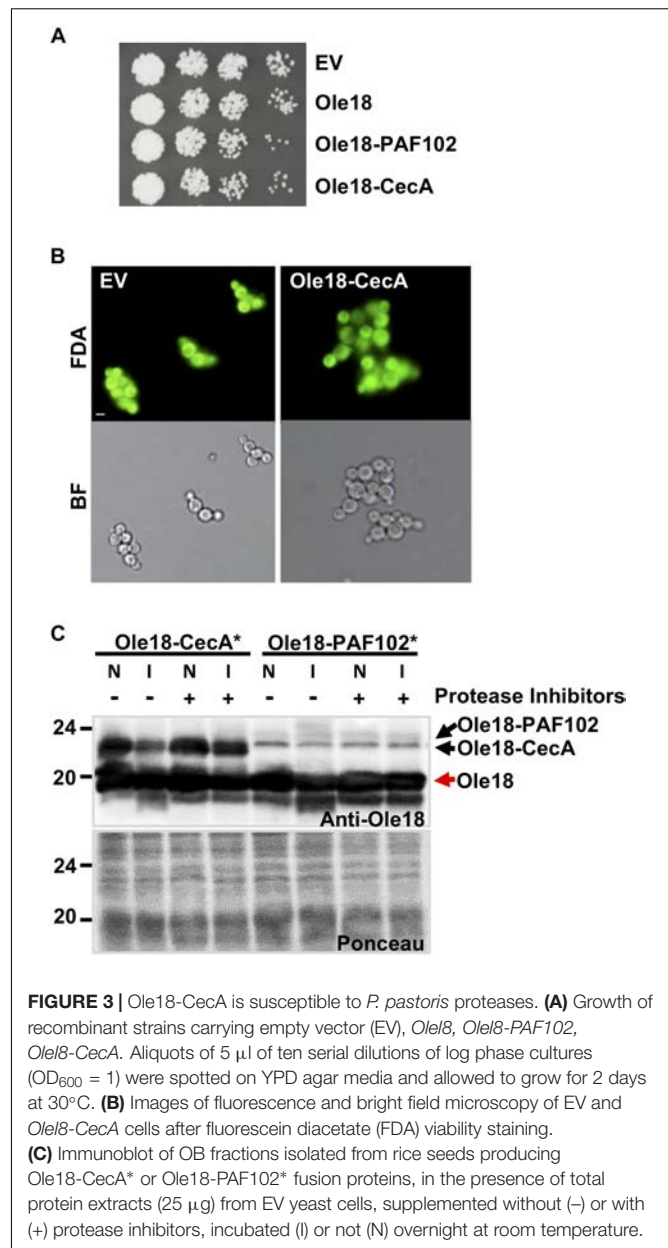 A
EV
Ole18
Ole18-PAF102
Ole18-CecA
B
EV
Ole18-CecA
FDA
BF
C
Ole18-CecA* Ole18-PAF102*
N I N I N I N I
- - + + - - + + Protease Inhibitors
24
Ole18-PAF102
Ole18-CecA
20
Ole18
Anti-Ole18
24
20
Ponceau
FIGURE 3 | Ole18-CecA is susceptible to P. pastoris proteases. (A) Growth of
recombinant strains carrying empty vector (EV), Olel8, Olel8-PAF102,
Olel8-CecA. Aliquots of 5 µl of ten serial dilutions of log phase cultures
(OD600 = 1) were spotted on YPD agar media and allowed to grow for 2 days
at 30°C. (B) Images of fluorescence and bright field microscopy of EV and
Olel8-CecA cells after fluorescein diacetate (FDA) viability staining.
(C) Immunoblot of OB fractions isolated from rice seeds producing
Ole18-CecA* or Ole18-PAF102* fusion proteins, in the presence of total
protein extracts (25 µg) from EV yeast cells, supplemented without (–) or with
(+) protease inhibitors, incubated (I) or not (N) overnight at room temperature.